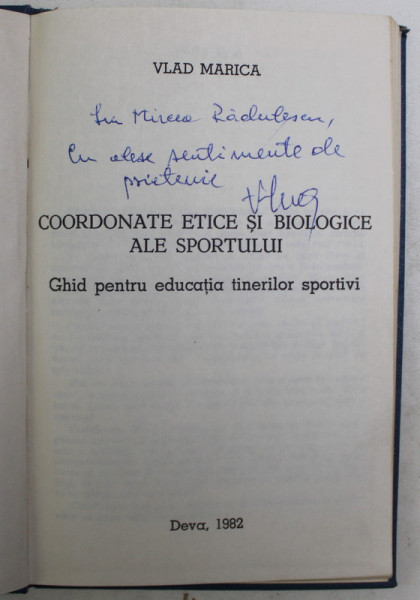 VLAD MARICA
Mircea Rădulescu,
Cu alese sentimente de
prietenie
COORDONATE ETICE ȘI BIOLOGICE
ALE SPORTULUI
Ghid pentru educația tinerilor sportivi
Deva, 1982